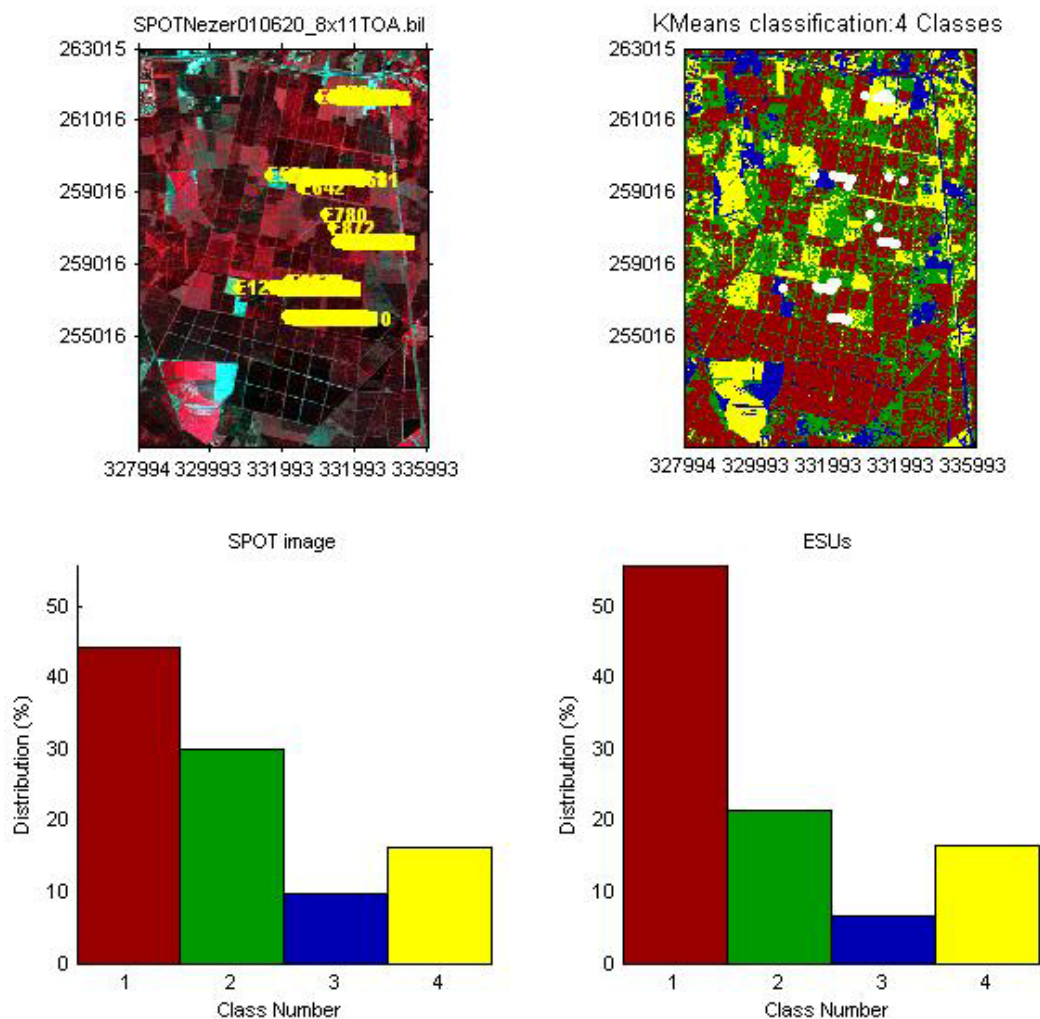 SPOTNezer010620_8x11TOA.bil
263015
261016
259016
259016
255016
E642
E780
E872
327994 329993 331993 331993 335993
KMeans classification:4 Classes
263015
261016
259016
259016
255016
327994 329993 331993 331993 335993
SPOT image
Distribution (%)
50
40
30
20
10
0
1 2 3 4
Class Number
ESUs
Distribution (%)
50
40
30
20
10
0
1 2 3 4
Class Number